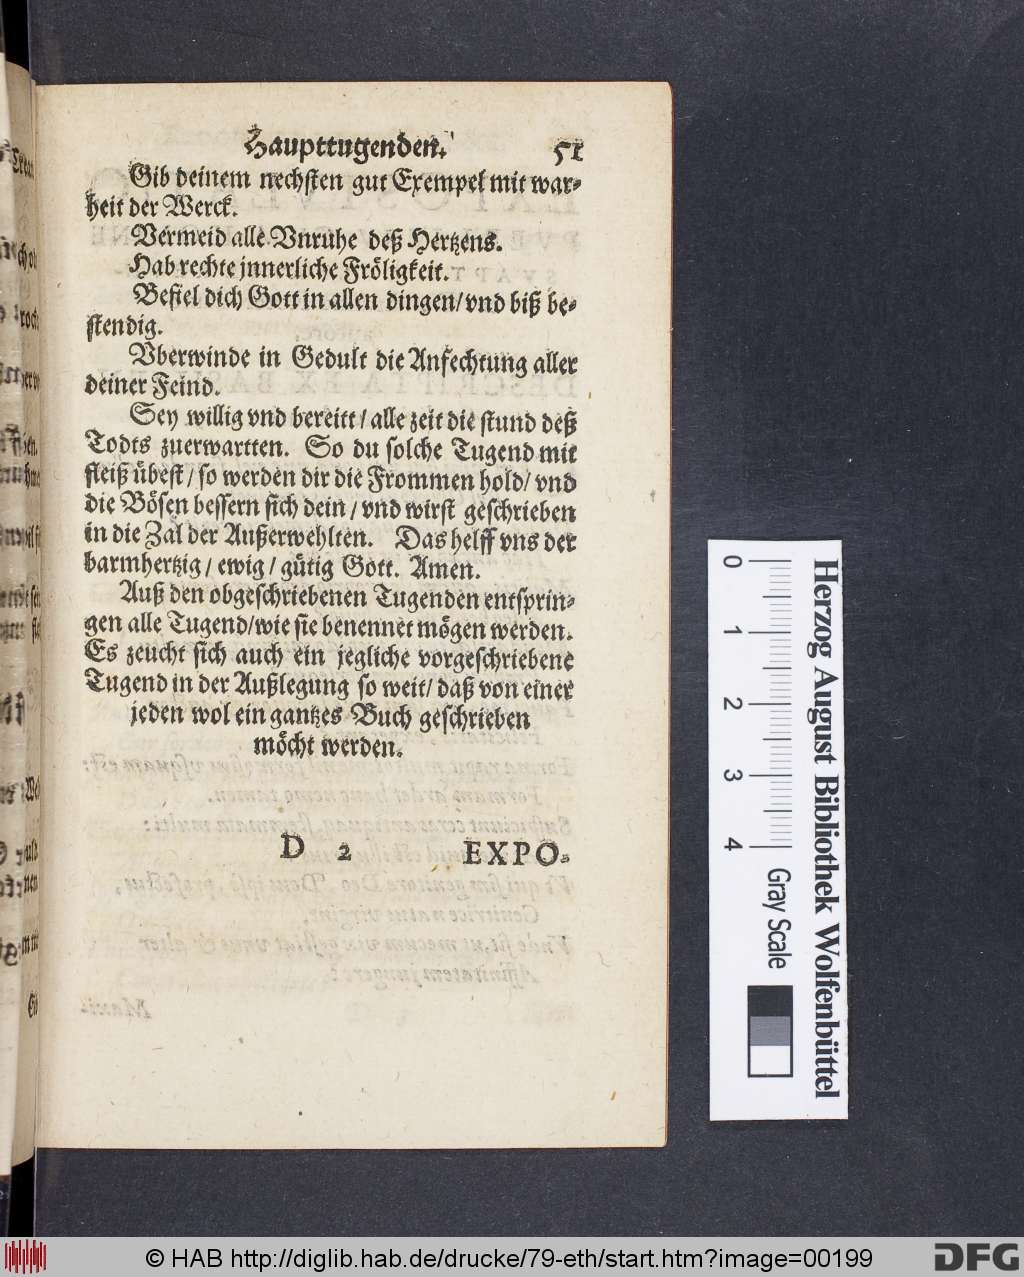 Haupttugenden. 51
Gib deinem nechsten gut Exempel mit war⸗
heit der Werck.
Vermeid alle Vnruhe deß Hertzens.
Hab rechte jnnerliche Fröligkeit.
Befiel dich Gott in allen dingen/ vnd biß be⸗
stendig.
Vberwinde in Gedult die Anfechtung aller
deiner Feind.
Sey willig vnd bereitt / alle zeit die stund deß
Todts zuerwartten. So du solche Tugend mit
fleiß übest / so werden dir die Frommen hold/ vnd
die Bösen bessern sich dein / vnd wirst geschrieben
in die Zal der Außerwehlten. Das helff vns der
barmhertzig / ewig / gütig Gott. Amen.
Auß den obgeschriebenen Tugenden entsprin⸗
gen alle Tugend/wie sie benennet mögen werden.
Es zeucht sich auch ein jegliche vorgeschriebene
Tugend in der Außlegung so weit/ daß von einer
jeden wol ein gantzes Buch geschrieben
möcht werden.
D 2 EXPO⸗
Herzog August Bibliothek Wolfenbüttel
0 1 2 3 4 Gray Scale
© HAB http://diglib.hab.de/drucke/79-eth/start.htm?image=00199
DFG